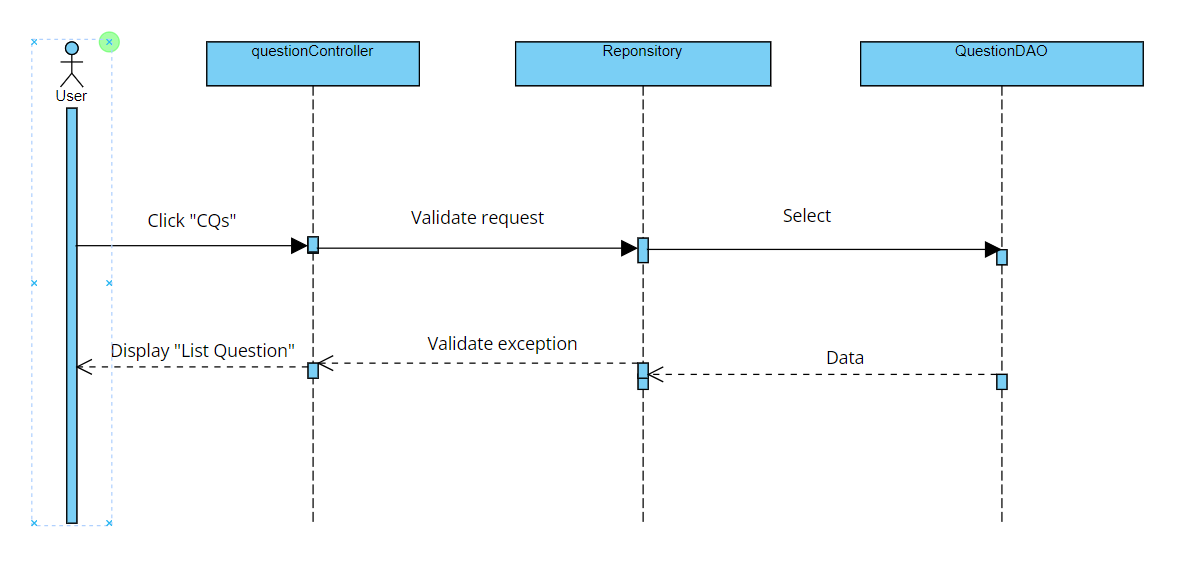 questionController
Reponsitory
QuestionDAO
User
Click "CQs"
Validate request
Select
Display "List Question"
Validate exception
Data